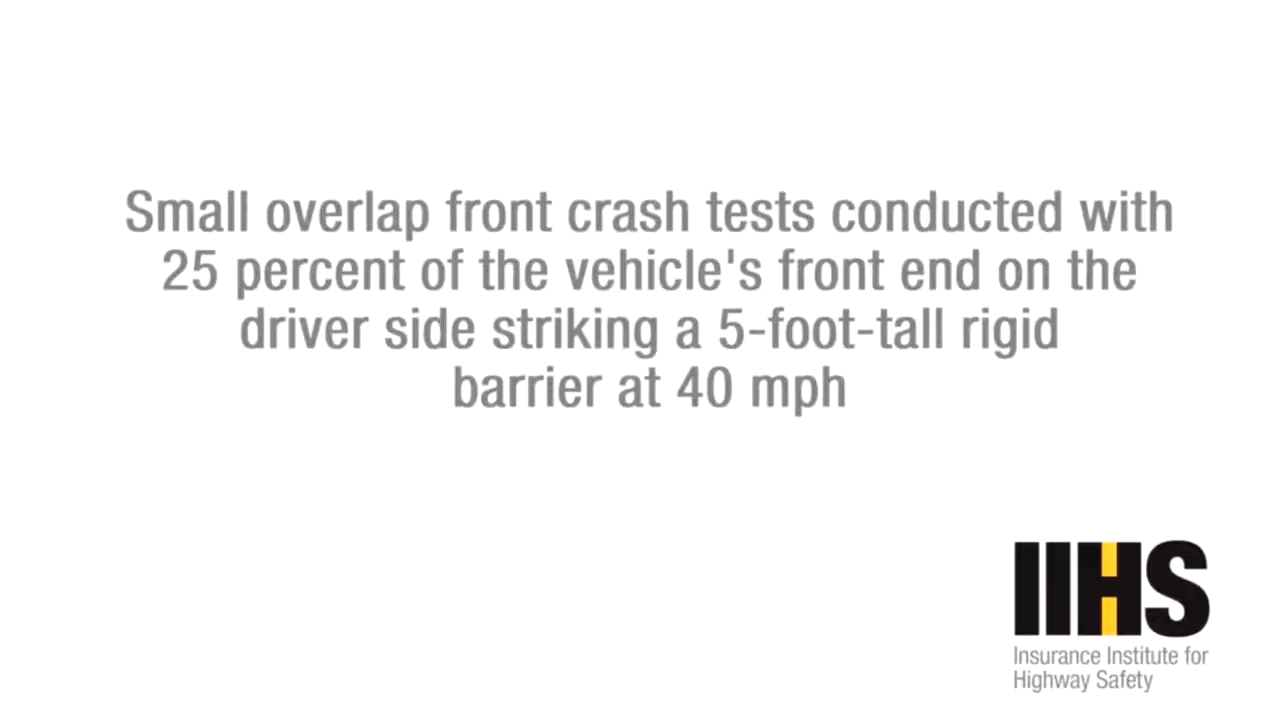 Small overlap front crash tests conducted with
25 percent of the vehicle's front end on the
driver side striking a 5-foot-tall rigid
barrier at 40 mph
IIHS
Insurance Institute for
Highway Safety